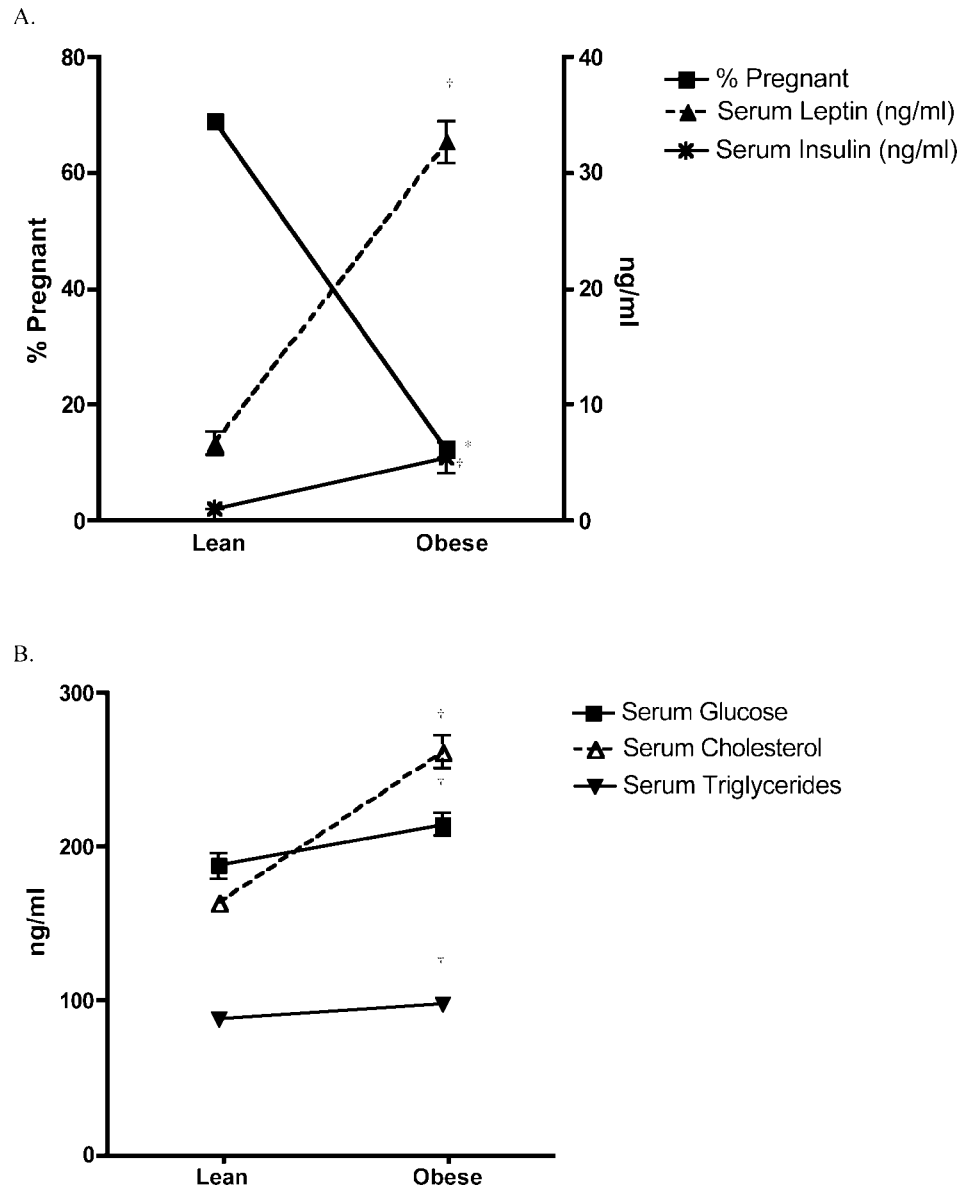 A.
80
60
40
20
0
% Pregnant
40
30
20
10
0
ng/ml
†
*
‡
Lean
Obese
% Pregnant
Serum Leptin (ng/ml)
Serum Insulin (ng/ml)
B.
300
200
100
0
ng/ml
†
Lean
Obese
Serum Glucose
Serum Cholesterol
Serum Triglycerides